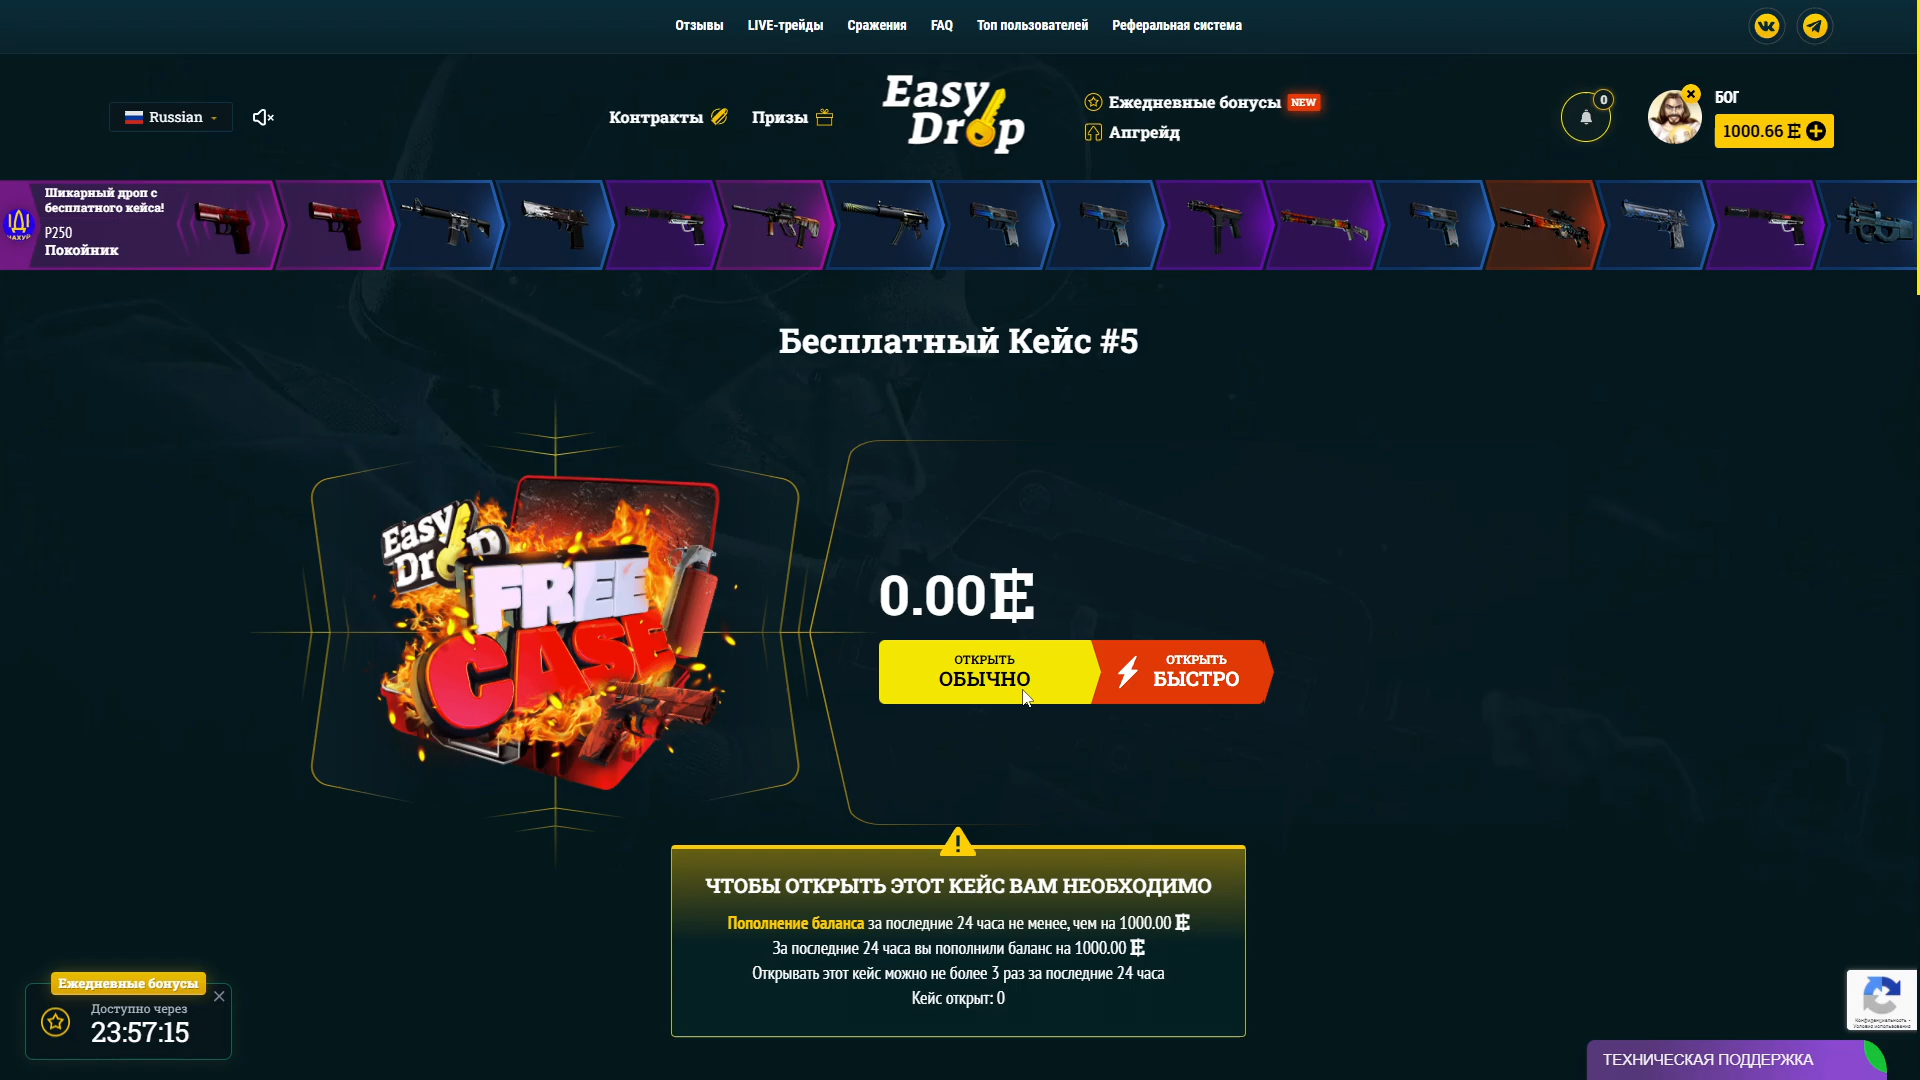 Отзывы LIVE-трейды Сражения FAQ Топ пользователей Реферальная система
Russian
Контракты
Призы
Easy Drop
Ежедневные бонусы NEW
Апгрейд
0
БОГ
1000.66
Шикарный дроп с
бесплатного кейса!
P250
Покойник
Бесплатный Кейс #5
Easy
Drop
FREE
CASE
0.00
ОТКРЫТЬ
ОБЫЧНО
ОТКРЫТЬ
БЫСТРО
ЧТОБЫ ОТКРЫТЬ ЭТОТ КЕЙС ВАМ НЕОБХОДИМО
Пополнение баланса за последние 24 часа не менее, чем на 1000.00
За последние 24 часа вы пополнили баланс на 1000.00
Открывать этот кейс можно не более 3 раз за последние 24 часа
Кейс открыт: 0
Ежедневные бонусы
Доступно через
23:57:15
Конфиденциальность -
Условия использования
ТЕХНИЧЕСКАЯ ПОДДЕРЖКА